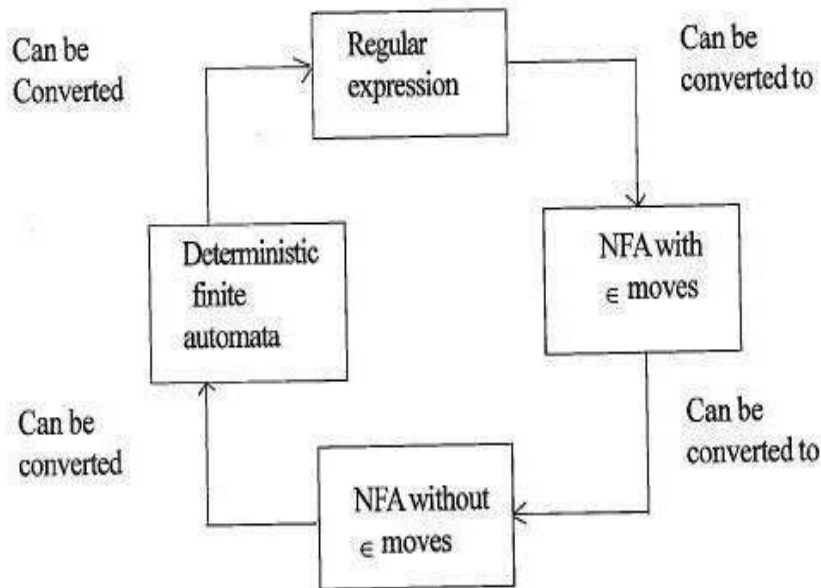 Can be
Converted
Regular
expression
Can be
converted to
Deterministic
finite
automata
NFA with
∈ moves
Can be
converted
Can be
converted to
NFA without
∈ moves